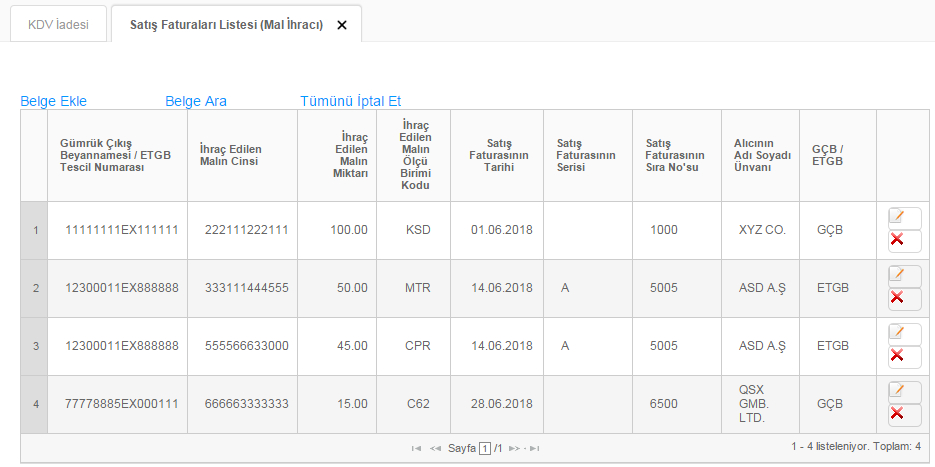 KDV İadesi
Satış Faturaları Listesi (Mal İhracı) ×
Belge Ekle Belge Ara Tümünü İptal Et
Gümrük Çıkış
Beyannamesi / ETGB
Tescil Numarası
İhraç Edilen
Malın Cinsi
İhraç
Edilen
Malın
Miktarı
İhraç
Edilen
Malın
Ölçü
Birimi
Kodu
Satış
Faturasının
Tarihi
Satış
Faturasının
Serisi
Satış
Faturasının
Sıra No'su
Alıcının
Adı Soyadı
Ünvanı
GÇB /
ETGB
1 11111111EX111111 222111222111 100.00 KSD 01.06.2018 1000 XYZ CO. GÇB
2 12300011EX888888 333111444555 50.00 MTR 14.06.2018 A 5005 ASD A.Ş ETGB
3 12300011EX888888 555566633000 45.00 CPR 14.06.2018 A 5005 ASD A.Ş ETGB
4 77778885EX000111 666663333333 15.00 C62 28.06.2018 6500 QSX
GMB.
LTD. GÇB
Sayfa 1 /1
1 - 4 listeleniyor. Toplam: 4